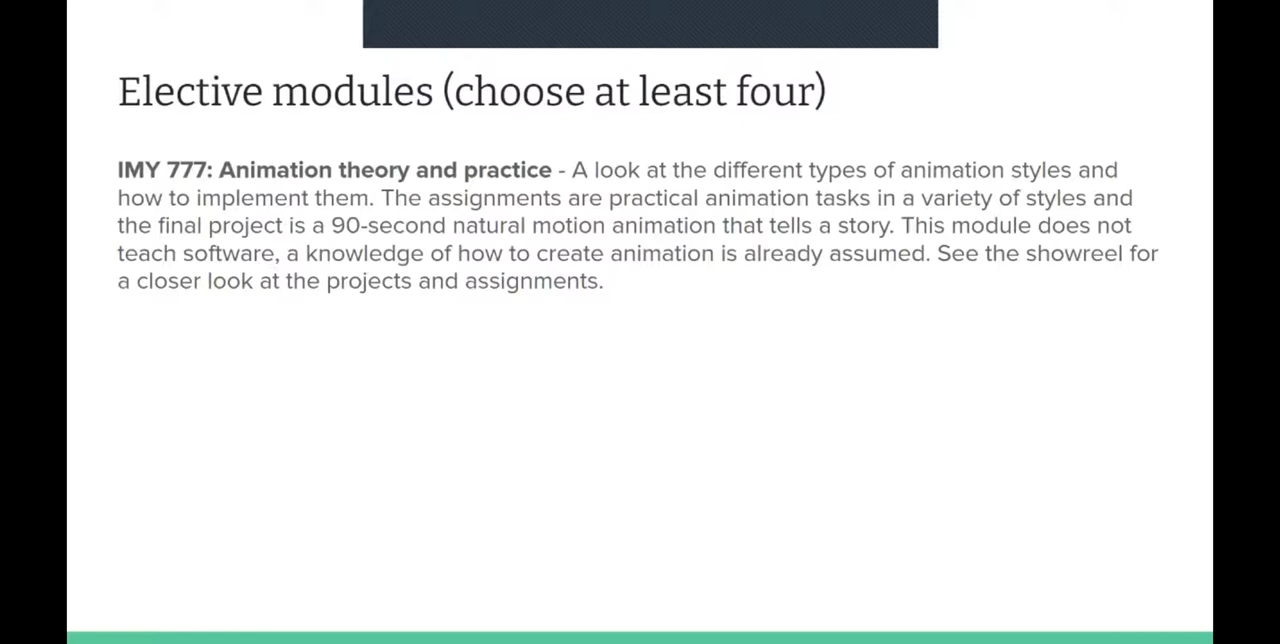 Elective modules (choose at least four)
IMY 777: Animation theory and practice - A look at the different types of animation styles and
how to implement them. The assignments are practical animation tasks in a variety of styles and
the final project is a 90-second natural motion animation that tells a story. This module does not
teach software, a knowledge of how to create animation is already assumed. See the showreel for
a closer look at the projects and assignments.